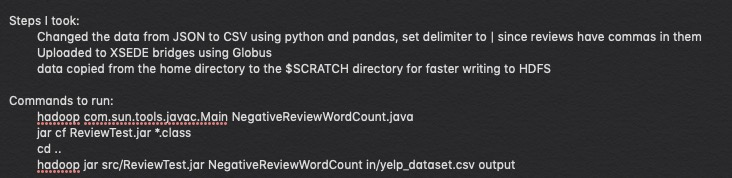 Steps I took:
Changed the data from JSON to CSV using python and pandas, set delimiter to | since reviews have commas in them
Uploaded to XSEDE bridges using Globus
data copied from the home directory to the $SCRATCH directory for faster writing to HDFS
Commands to run:
hadoop com.sun.tools.javac.Main NegativeReviewWordCount.java
jar cf ReviewTest.jar *.class
cd ..
hadoop jar src/ReviewTest.jar NegativeReviewWordCount in/yelp_dataset.csv output